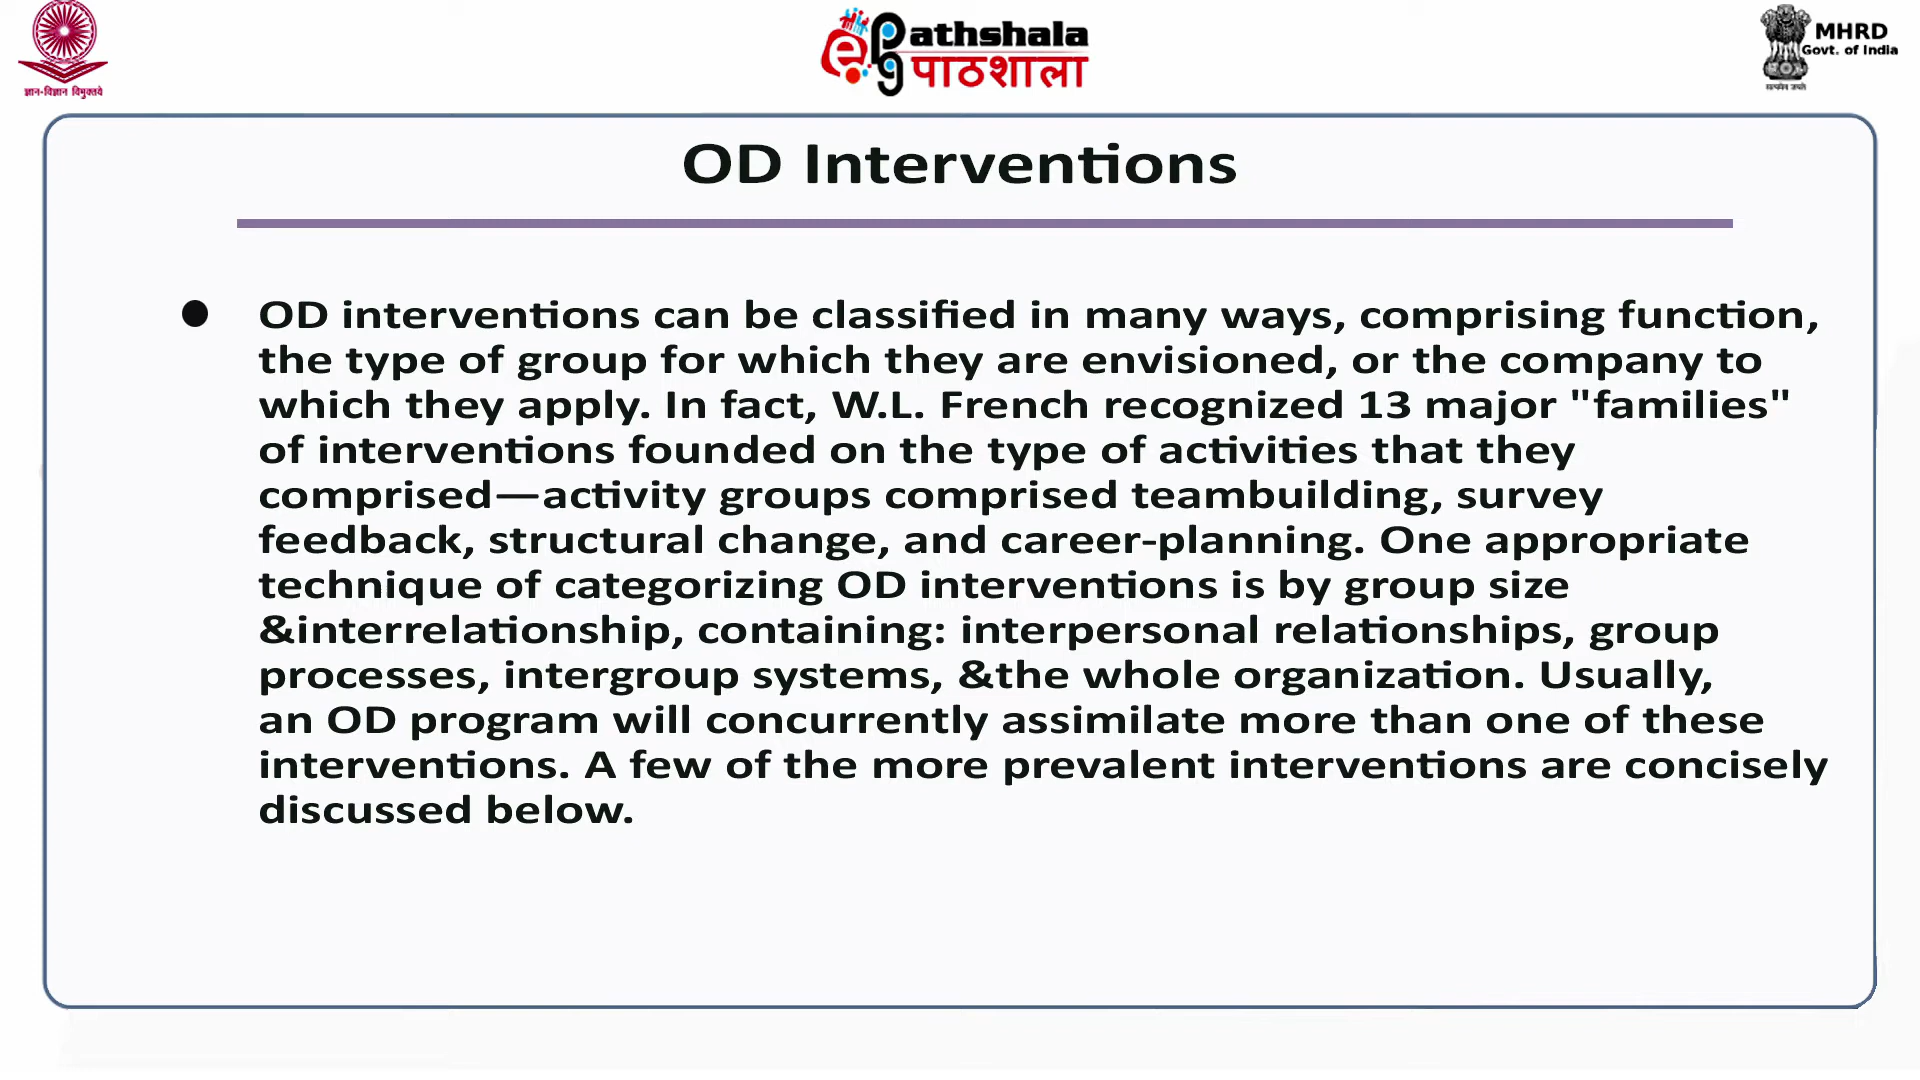 ज्ञान-विज्ञान विमुक्तये
ePathshala
पाठशाला
MHRD
Govt. of India
सत्यमेव जयते
OD Interventions
● OD interventions can be classified in many ways, comprising function,
the type of group for which they are envisioned, or the company to
which they apply. In fact, W.L. French recognized 13 major "families"
of interventions founded on the type of activities that they
comprised—activity groups comprised teambuilding, survey
feedback, structural change, and career-planning. One appropriate
technique of categorizing OD interventions is by group size
&interrelationship, containing: interpersonal relationships, group
processes, intergroup systems, &the whole organization. Usually,
an OD program will concurrently assimilate more than one of these
interventions. A few of the more prevalent interventions are concisely
discussed below.